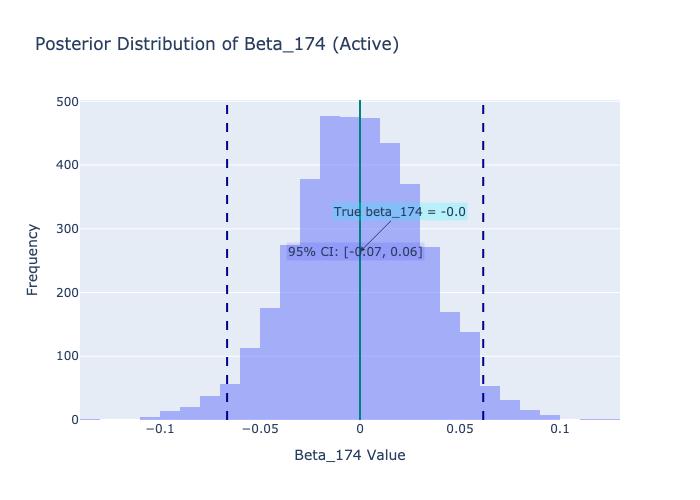 Posterior Distribution of Beta_174 (Active)
500
400
300
200
100
0
Frequency
True beta_174 = -0.0
95% CI: [-0.07, 0.06]
−0.1
−0.05
0
0.05
0.1
Beta_174 Value